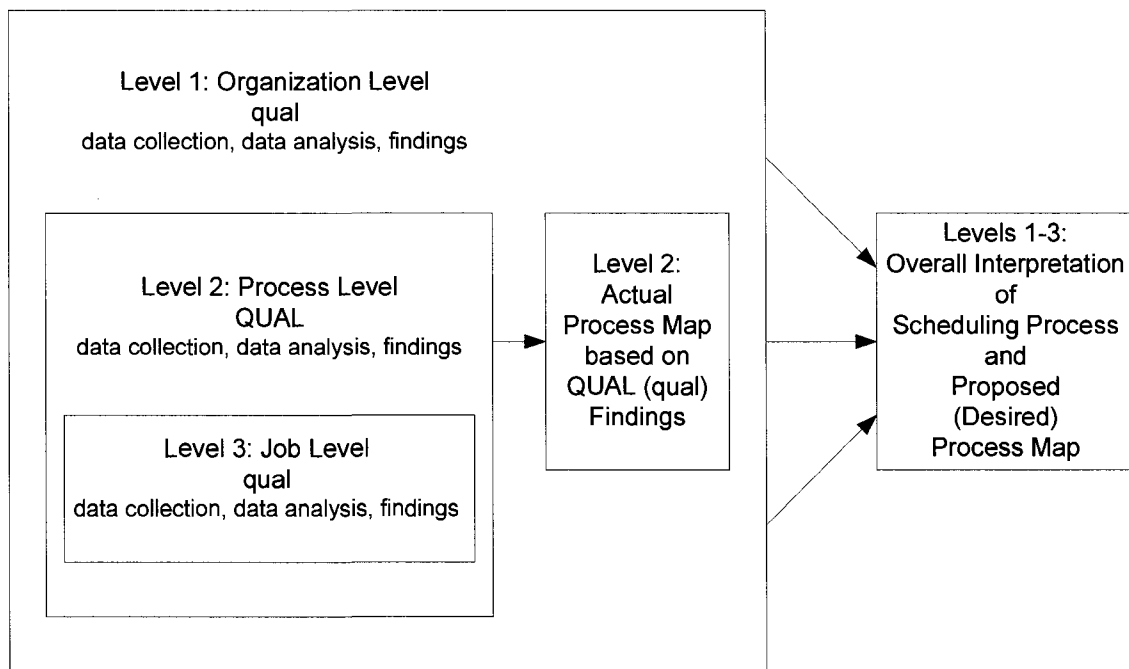 Level 1: Organization Level
qual
data collection, data analysis, findings
Level 2: Process Level
QUAL
data collection, data analysis, findings
Level 3: Job Level
qual
data collection, data analysis, findings
Level 2:
Actual
Process Map
based on
QUAL (qual)
Findings
Levels 1-3:
Overall Interpretation
of
Scheduling Process
and
Proposed
(Desired)
Process Map